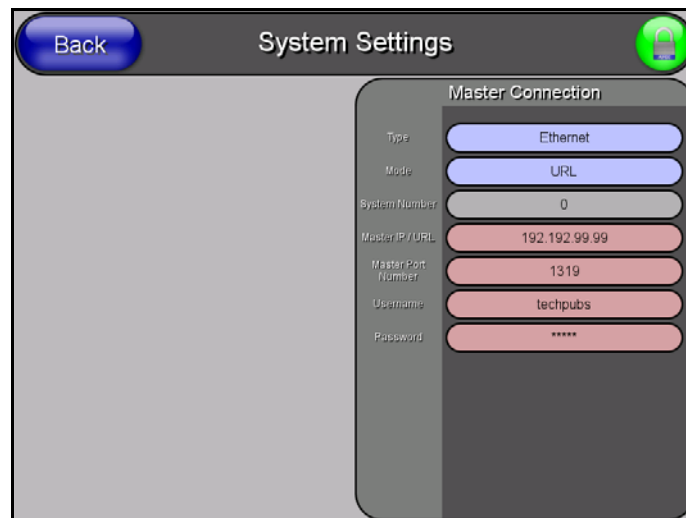 Back
System Settings
Master Connection
Type
Ethernet
Mode
URL
System Number
0
Master IP / URL
192.192.99.99
Master Port
Number
1319
Username
techpubs
Password
*****